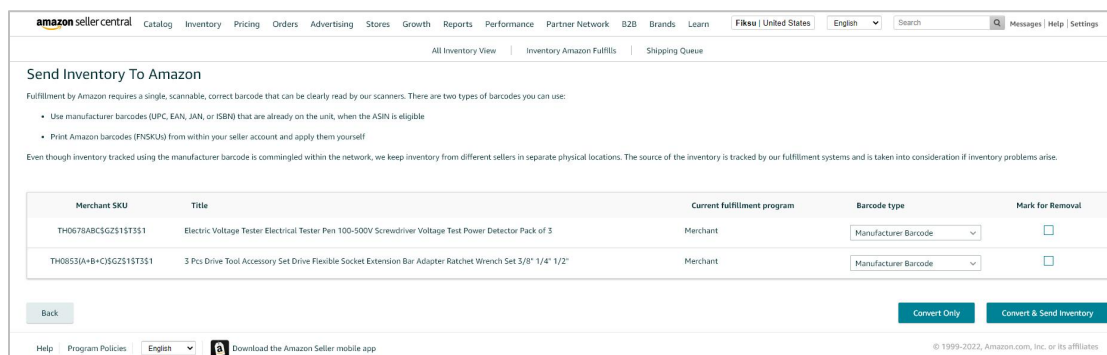 amazon seller central Catalog Inventory Pricing Orders Advertising Stores Growth Reports Performance Partner Network B2B Brands Learn Fiksu | United States English Search Messages | Help | Settings
All Inventory View | Inventory Amazon Fulfills | Shipping Queue
Send Inventory To Amazon
Fulfillment by Amazon requires a single, scannable, correct barcode that can be clearly read by our scanners. There are two types of barcodes you can use:
• Use manufacturer barcodes (UPC, EAN, JAN, or ISBN) that are already on the unit, when the ASIN is eligible
• Print Amazon barcodes (FNSKUs) from within your seller account and apply them yourself
Even though inventory tracked using the manufacturer barcode is commingled within the network, we keep inventory from different sellers in separate physical locations. The source of the inventory is tracked by our fulfillment systems and is taken into consideration if inventory problems arise.
Merchant SKU Title Current fulfillment program Barcode type Mark for Removal
TH0678ABC$GZ$1$T3$1 Electric Voltage Tester Electrical Tester Pen 100-500V Screwdriver Voltage Test Power Detector Pack of 3 Merchant Manufacturer Barcode
TH0853(A+B+C)$GZ$1$T3$1 3 Pcs Drive Tool Accessory Set Drive Flexible Socket Extension Bar Adapter Ratchet Wrench Set 3/8" 1/4" 1/2" Merchant Manufacturer Barcode
Back Convert Only Convert & Send Inventory
Help Program Policies English a Download the Amazon Seller mobile app © 1999-2022, Amazon.com, Inc. or its affiliates